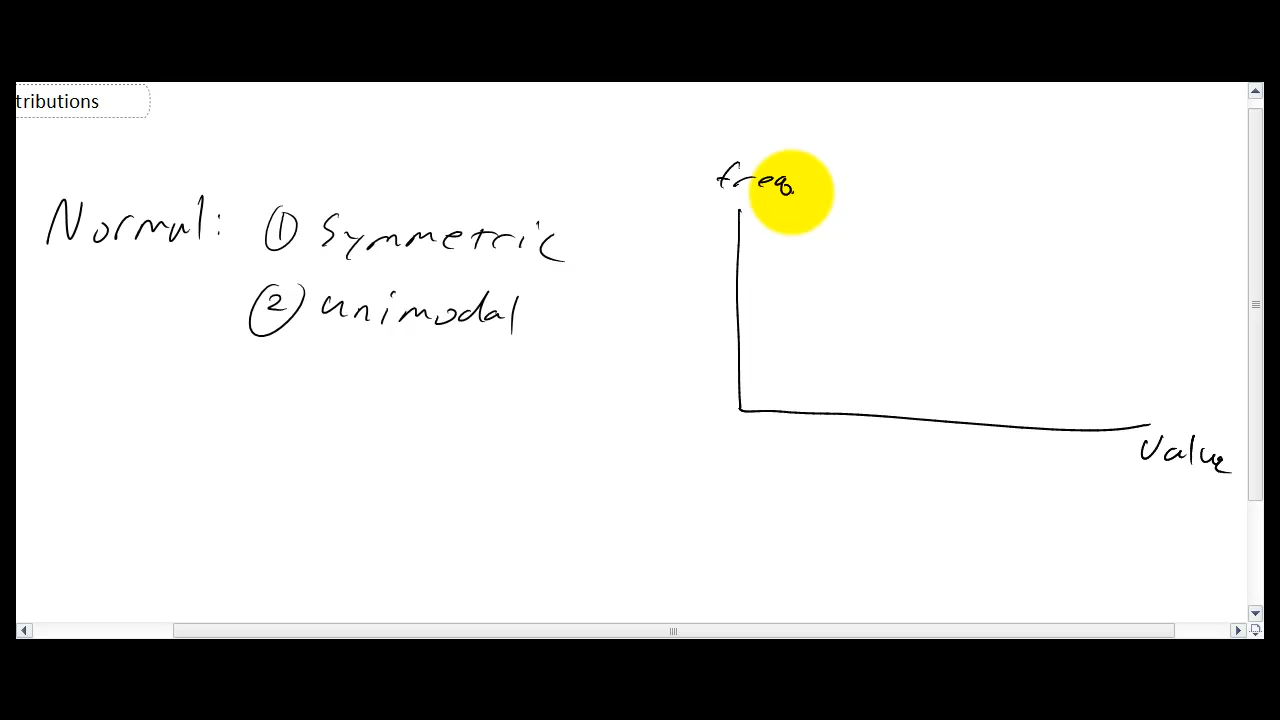 tributions
freq.
Normal: ① Symmetric
② unimodal
Value